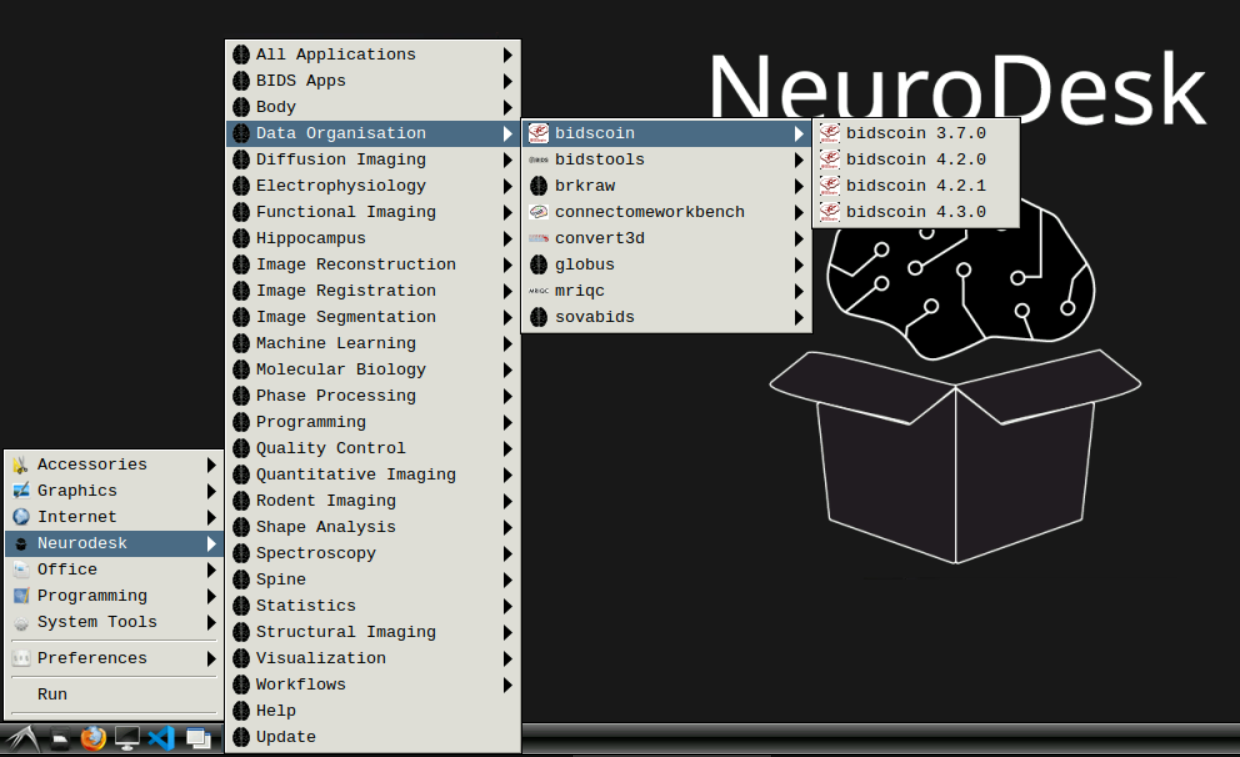 NeuroDesk
All Applications
BIDS Apps
Body
Data Organisation
Diffusion Imaging
Electrophysiology
Functional Imaging
Hippocampus
Image Reconstruction
Image Registration
Image Segmentation
Machine Learning
Molecular Biology
Phase Processing
Programming
Quality Control
Quantitative Imaging
Rodent Imaging
Shape Analysis
Spectroscopy
Spine
Statistics
Structural Imaging
Visualization
Workflows
Help
Update
bidscoin
bidstools
brkraw
connectomeworkbench
convert3d
globus
mriqc
sovabids
bidscoin 3.7.0
bidscoin 4.2.0
bidscoin 4.2.1
bidscoin 4.3.0
Accessories
Graphics
Internet
Neurodesk
Office
Programming
System Tools
Preferences
Run